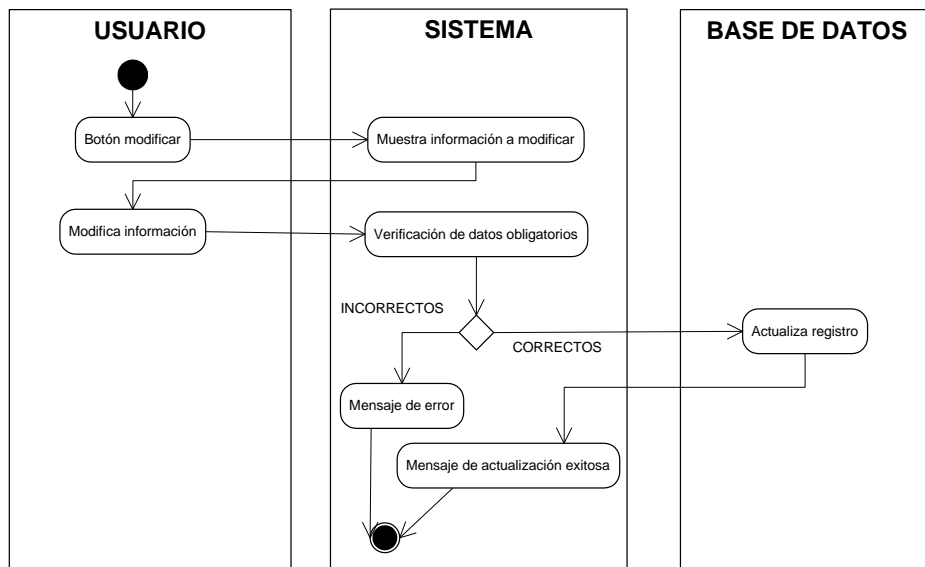 USUARIO
SISTEMA
BASE DE DATOS
Botón modificar
Muestra información a modificar
Modifica información
Verificación de datos obligatorios
INCORRECTOS
CORRECTOS
Actualiza registro
Mensaje de error
Mensaje de actualización exitosa